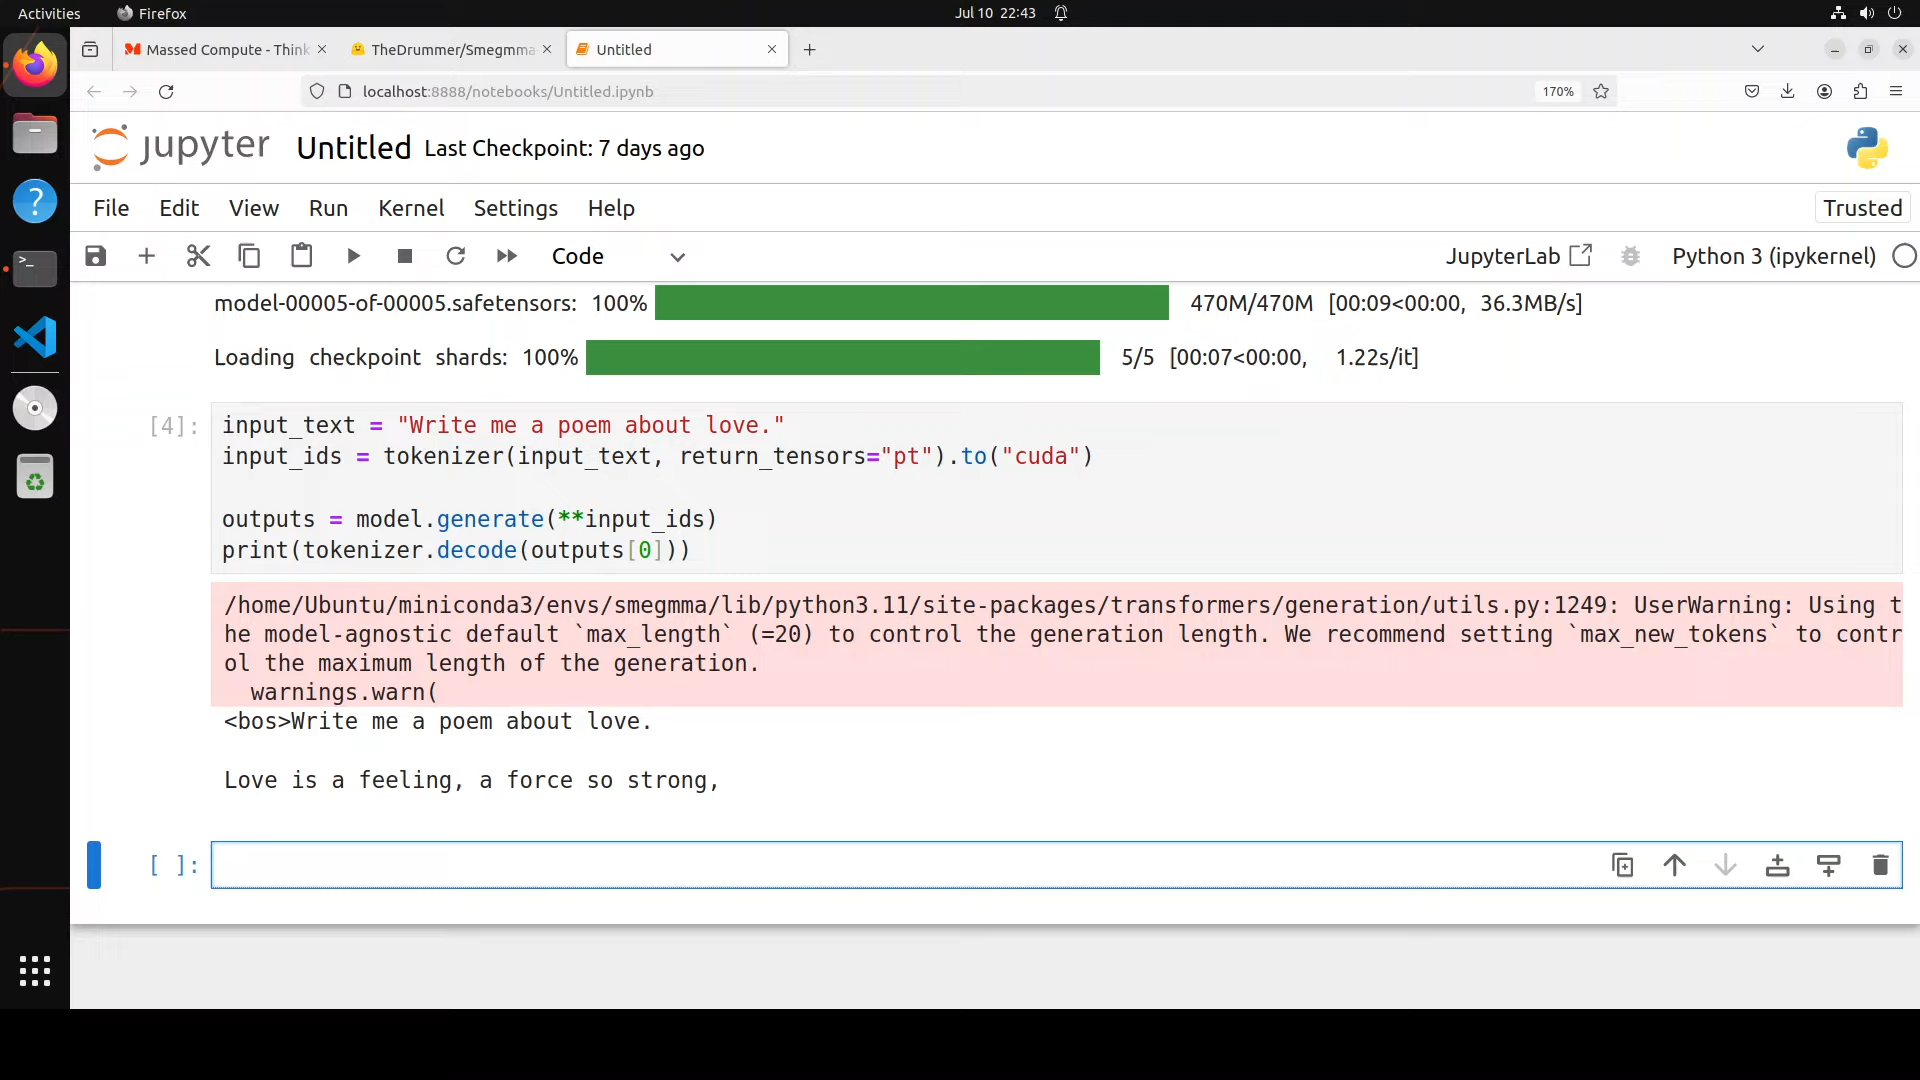 Activities
Firefox
Jul 10 22:43
Massed Compute - Think
TheDrummer/Smegmma
Untitled
localhost:8888/notebooks/Untitled.ipynb
170%
jupyter
Untitled
Last Checkpoint: 7 days ago
File
Edit
View
Run
Kernel
Settings
Help
Trusted
Code
JupyterLab
Python 3 (ipykernel)
model-00005-of-00005.safetensors: 100%
470M/470M [00:09<00:00, 36.3MB/s]
Loading checkpoint shards: 100%
5/5 [00:07<00:00, 1.22s/it]
[4]:
input_text = "Write me a poem about love."
input_ids = tokenizer(input_text, return_tensors="pt").to("cuda")
outputs = model.generate(**input_ids)
print(tokenizer.decode(outputs[0]))
/home/Ubuntu/miniconda3/envs/smegmma/lib/python3.11/site-packages/transformers/generation/utils.py:1249: UserWarning: Using t
he model-agnostic default `max_length` (=20) to control the generation length. We recommend setting `max_new_tokens` to contr
ol the maximum length of the generation.
warnings.warn(
<bos>Write me a poem about love.
Love is a feeling, a force so strong,
[ ]: